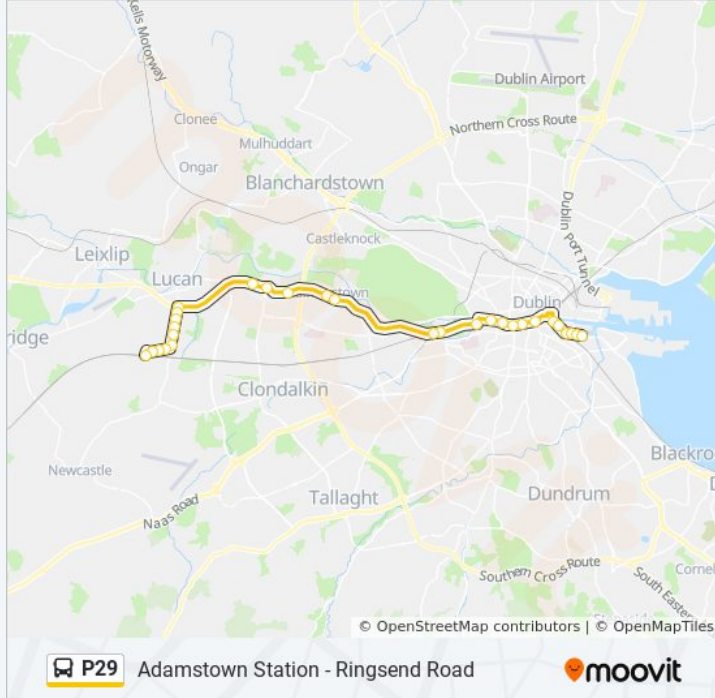 Kells Motorway
Dublin Airport
Clonee
Northern Cross Route
Mulhuddart
Ongar
Blanchardstown
Dublin Port Tunnel
Castleknock
Leixlip
Lucan
Dublin
ridge
Clondalkin
Blackro
Newcastle
Tallaght
Dundrum
Naas Road
Southern Cross Route
Cornel
South Eastern
© OpenStreetMap contributors | © OpenMapTiles
P29 Adamstown Station - Ringsend Road
moovit